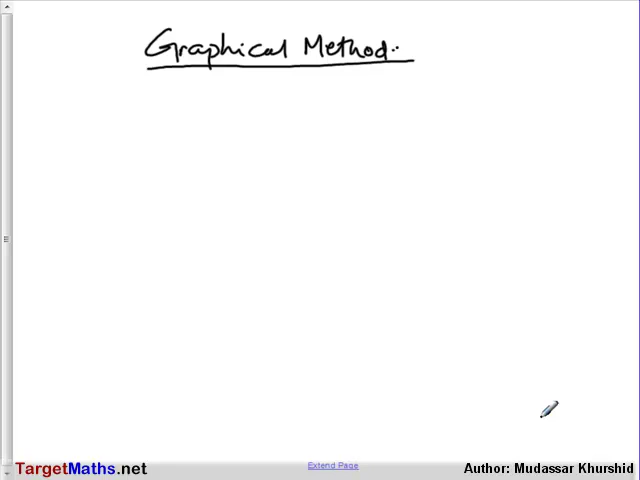 Graphical Method.
TargetMaths.net
Extend Page
Author: Mudassar Khurshid